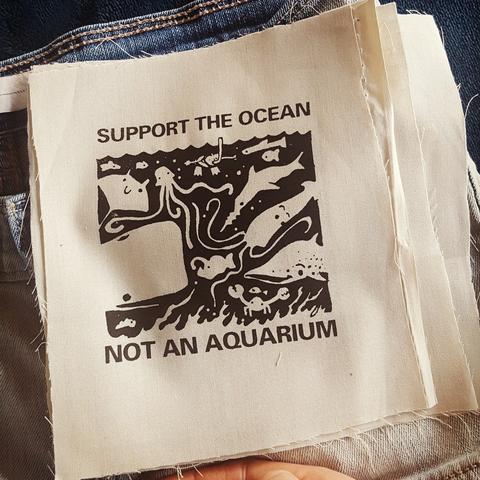 SUPPORT THE OCEAN
NOT AN AQUARIUM